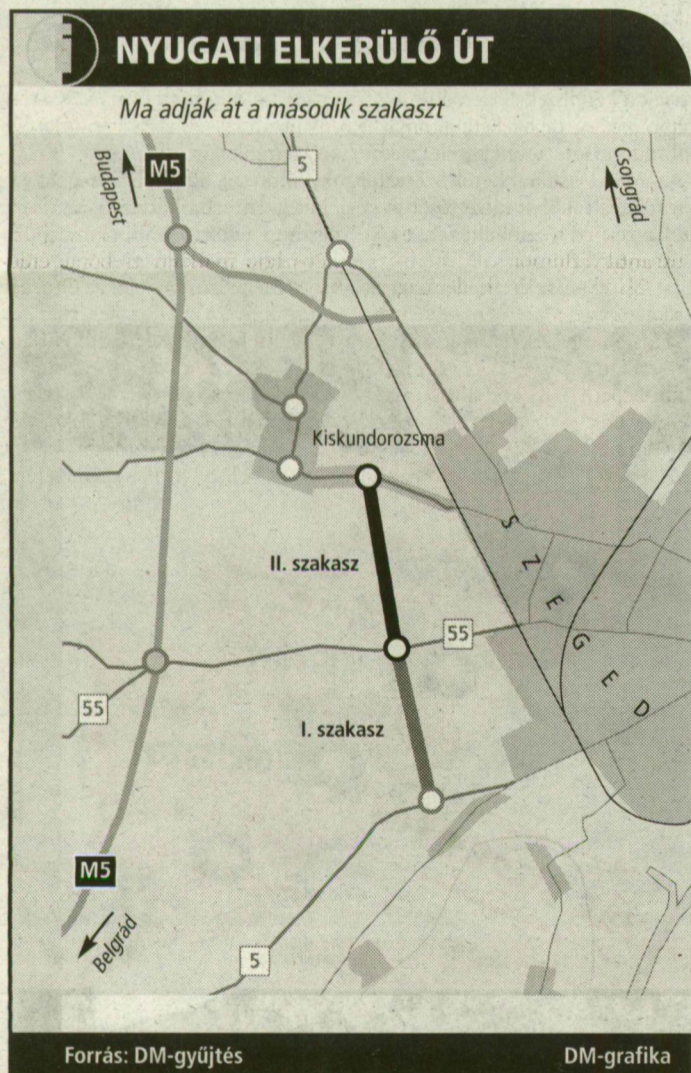 i NYUGATI ELKERÜLŐ ÚT
Ma adják át a második szakaszt
Budapest
M5
5
Csongrád
Kiskundorozsma
SZEGED
II. szakasz
55
55
I. szakasz
M5
Belgrád
5
Forrás: DM-gyűjtés
DM-grafika